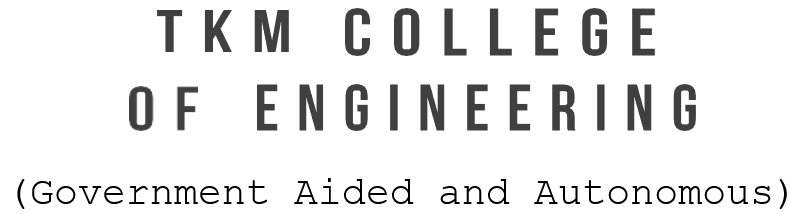 TKM COLLEGE
OF ENGINEERING
(Government Aided and Autonomous)